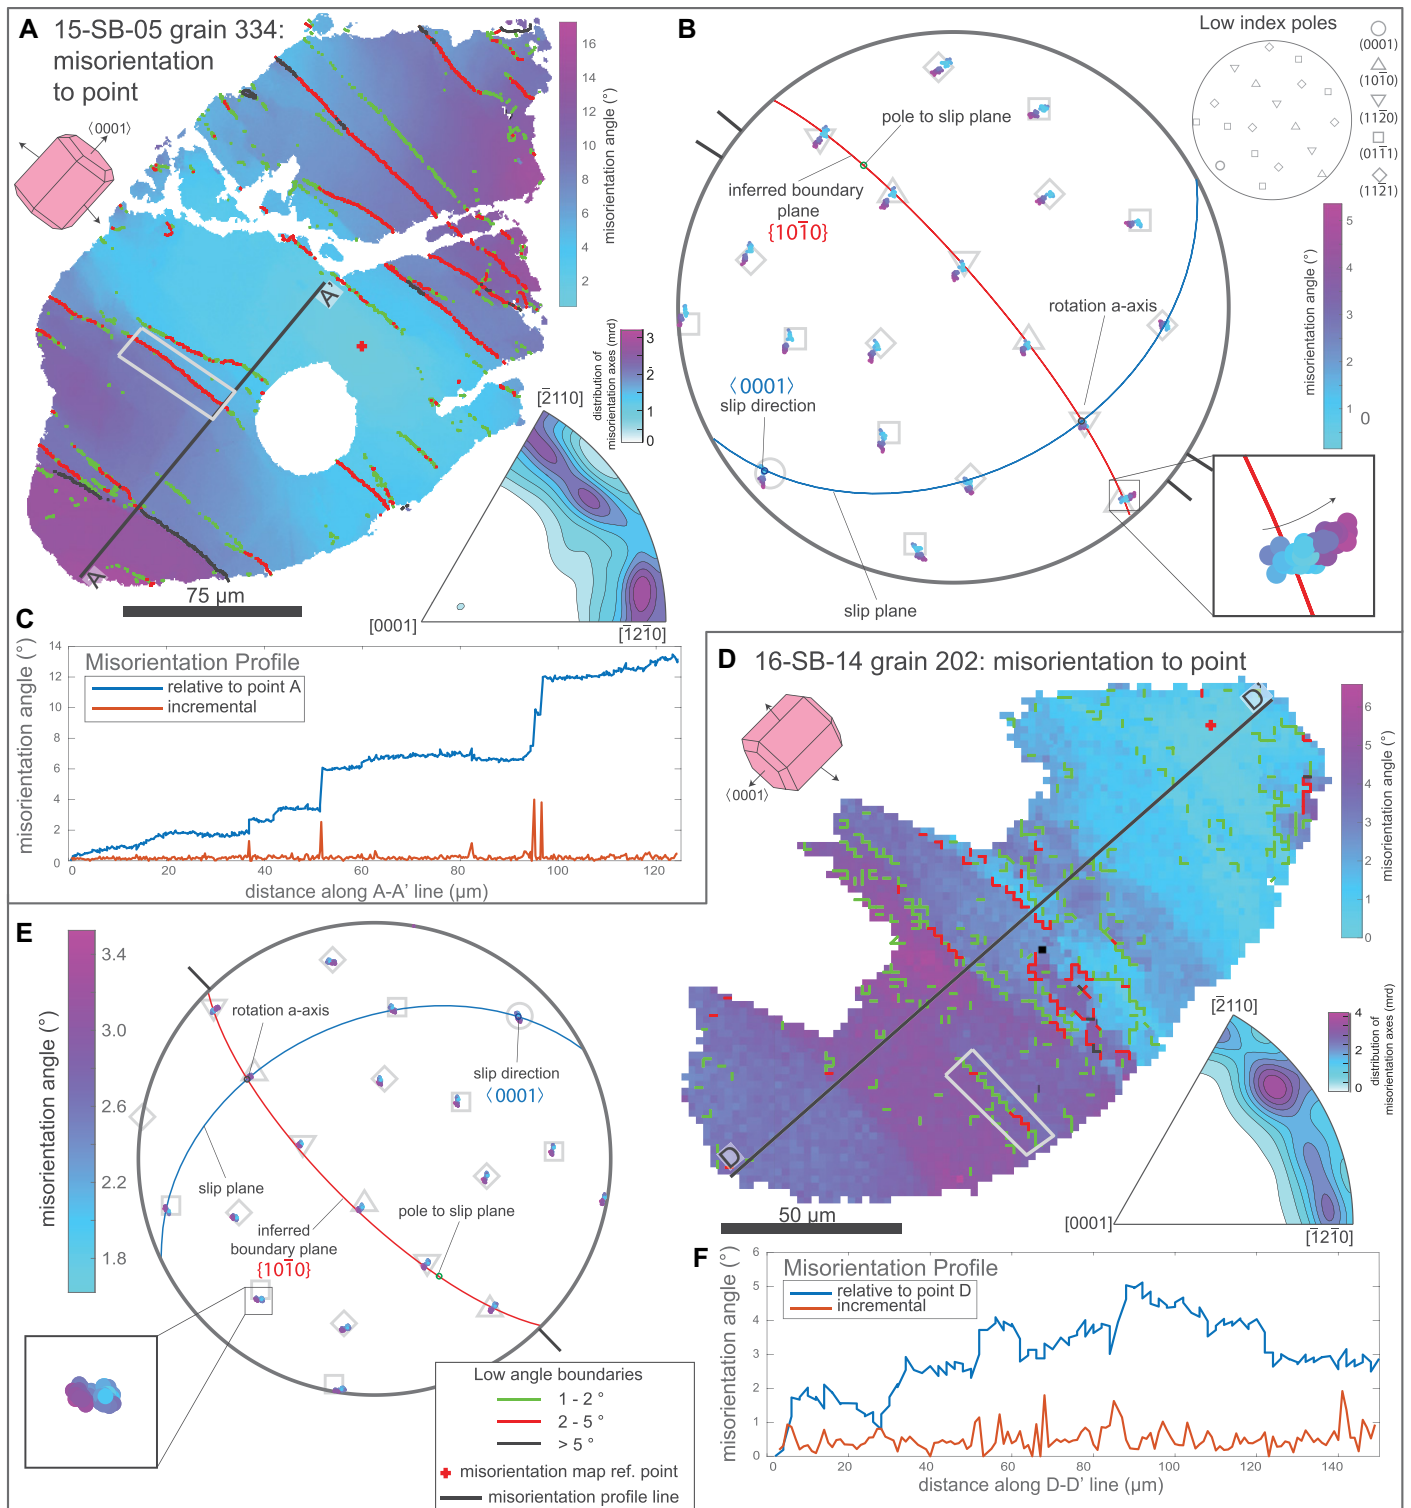 A
15-SB-05 grain 334:
misorientation
to point
⟨0001⟩
16
14
12
10
8
6
4
2
misorientation angle (°)
A'
A
75 µm
3
2
1
0
distribution of
misorientation axes (mrd)
[2̅110]
[0001]
[1̅21̅0]
B
pole to slip plane
inferred boundary
plane
{101̅0}
rotation a-axis
⟨0001⟩
slip direction
slip plane
Low index poles
(0001)
(101̅0)
(112̅0)
(011̅1)
(112̅1)
5
4
3
2
1
0
misorientation angle (°)
C
Misorientation Profile
relative to point A
incremental
14
12
10
8
6
4
2
0
misorientation angle (°)
0
20
40
60
80
100
120
distance along A-A' line (µm)
D
16-SB-14 grain 202: misorientation to point
⟨0001⟩
D'
D
6
5
4
3
2
1
0
misorientation angle (°)
50 µm
4
2
0
distribution of
misorientation axes (mrd)
[2̅110]
[0001]
[1̅21̅0]
E
3.4
3.0
2.6
2.2
1.8
misorientation angle (°)
rotation a-axis
slip direction
⟨0001⟩
slip plane
inferred
boundary plane
{101̅0}
pole to slip plane
Low angle boundaries
1 - 2 °
2 - 5 °
> 5 °
misorientation map ref. point
misorientation profile line
F
Misorientation Profile
relative to point D
incremental
6
5
4
3
2
1
0
misorientation angle (°)
0
20
40
60
80
100
120
140
distance along D-D' line (µm)